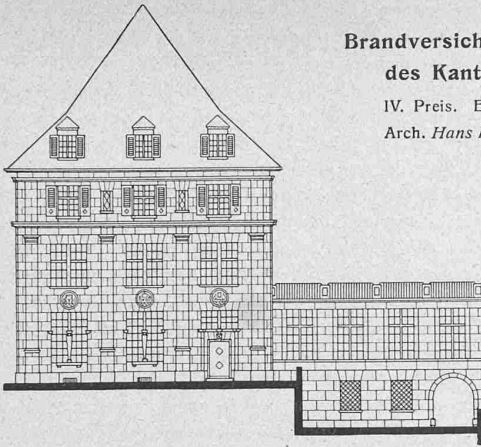 Brandversich
des Kant
IV. Preis. E
Arch. Hans